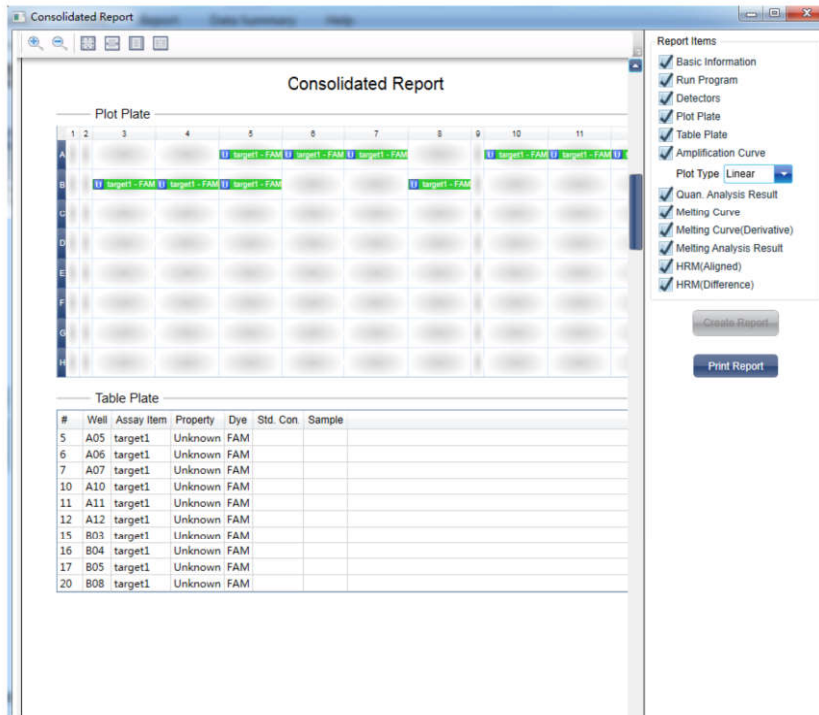 Consolidated Report
Report Data Summary Help
Report Items
Basic Information
Run Program
Detectors
Plot Plate
Table Plate
Amplification Curve
Plot Type Linear
Quan. Analysis Result
Melting Curve
Melting Curve(Derivative)
Melting Analysis Result
HRM(Aligned)
HRM(Difference)
Create Report
Print Report
Consolidated Report
Plot Plate
1 2 3 4 5 6 7 8 9 10 11
A U target1 - FAM U target1 - FAM U target1 - FAM U target1 - FAM U target1 - FAM U
B U target1 - FAM U target1 - FAM U target1 - FAM U target1 - FAM
C
D
E
F
G
H
Table Plate
# Well Assay Item Property Dye Std. Con. Sample
5 A05 target1 Unknown FAM
6 A06 target1 Unknown FAM
7 A07 target1 Unknown FAM
10 A10 target1 Unknown FAM
11 A11 target1 Unknown FAM
12 A12 target1 Unknown FAM
15 B03 target1 Unknown FAM
16 B04 target1 Unknown FAM
17 B05 target1 Unknown FAM
20 B08 target1 Unknown FAM